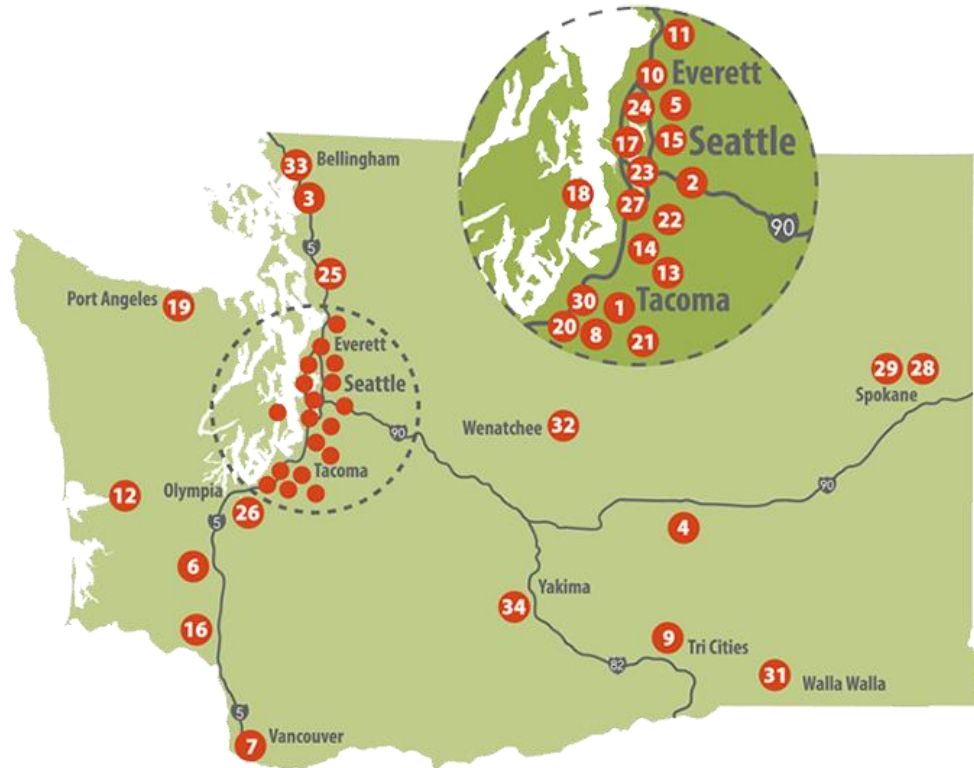 11
10 Everett
24 5
17 15 Seattle
23 2
18 27 22
90
14
13
30 1 Tacoma
20 8 21
33 Bellingham
3
5
25
Port Angeles 19
Everett
Seattle
29 28
Spokane
Wenatchee 32
90
Tacoma
Olympia
90
12
26
5
4
6
Yakima
34
16
9 Tri Cities
82
31 Walla Walla
5
7 Vancouver